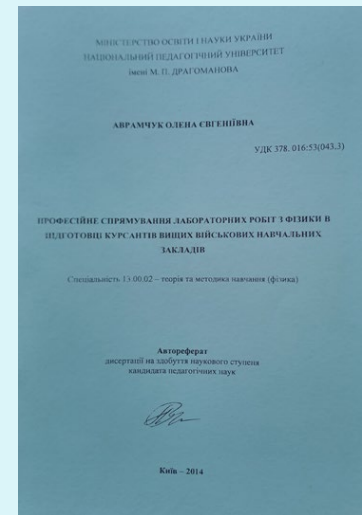 МІНІСТЕРСТВО ОСВІТИ І НАУКИ УКРАЇНИ
НАЦІОНАЛЬНИЙ ПЕДАГОГІЧНИЙ УНІВЕРСИТЕТ
імені М. П. ДРАГОМАНОВА
АВРАМЧУК ОЛЕНА ЄВГЕНІЇВНА
УДК 378. 016:53(043.3)
ПРОФЕСІЙНЕ СПРЯМУВАННЯ ЛАБОРАТОРНИХ РОБІТ З ФІЗИКИ В
ПІДГОТОВЦІ КУРСАНТІВ ВИЩИХ ВІЙСЬКОВИХ НАВЧАЛЬНИХ
ЗАКЛАДІВ
Спеціальність 13.00.02 – теорія та методика навчання (фізика)
Автореферат
дисертації на здобуття наукового ступеня
кандидата педагогічних наук
Київ – 2014